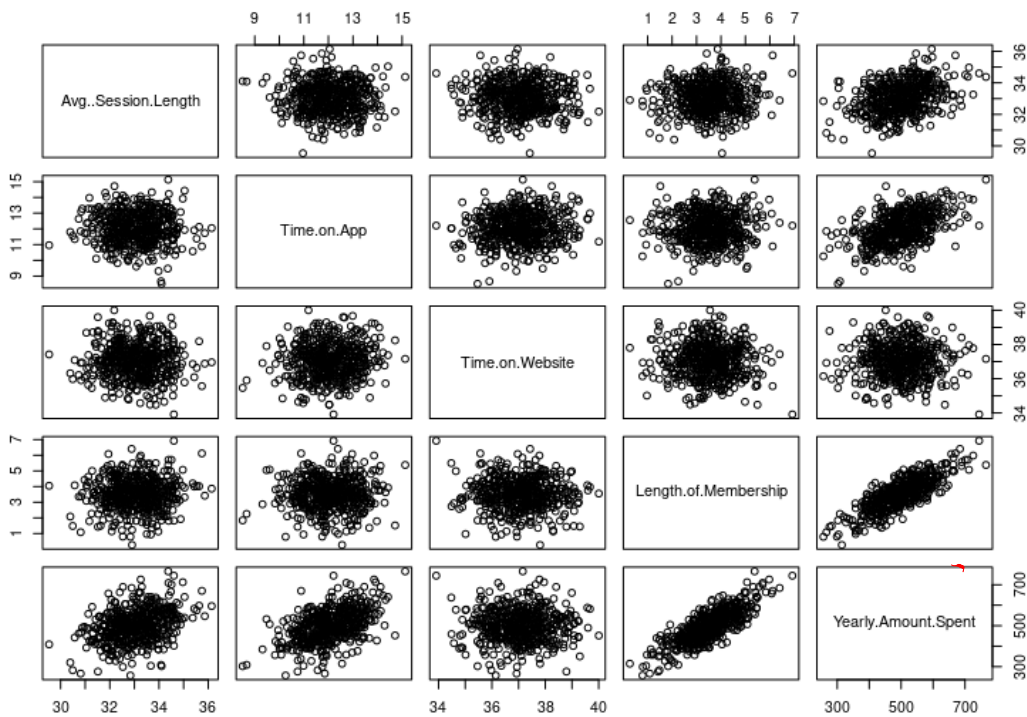 9 11 13 15
1 2 3 4 5 6 7
Avg..Session.Length
30 32 34 36
9 11 13 15
Time.on.App
Time.on.Website
34 36 38 40
1 3 5 7
Length.of.Membership
Yearly.Amount.Spent
300 500 700
30 32 34 36
34 36 38 40
300 500 700